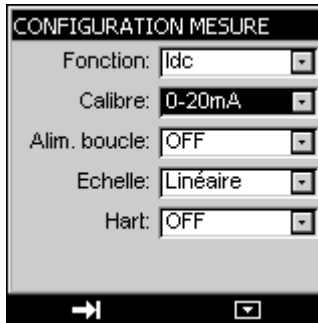 CONFIGURATION MESURE
Fonction: Idc
Calibre: 0-20mA
Alim. boucle: OFF
Echelle: Linéaire
Hart: OFF